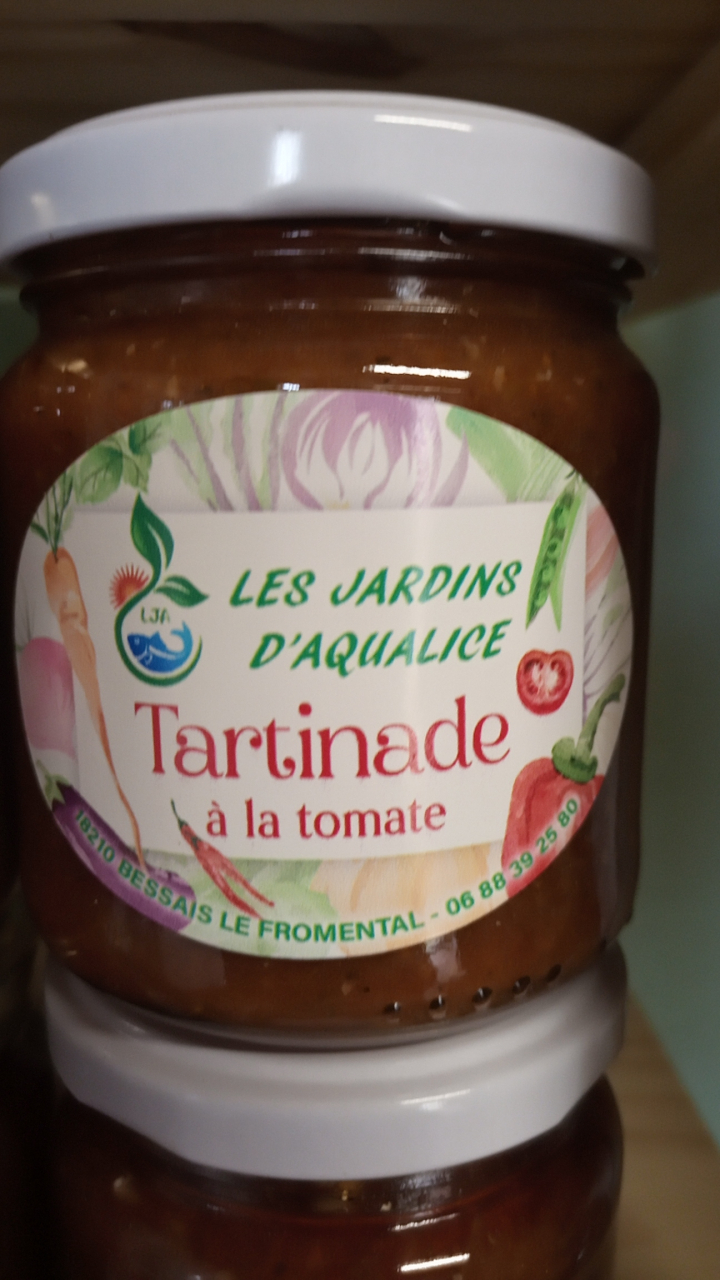 LJA
LES JARDINS
D'AQUALICE
Tartinade
à la tomate
18210 BESSAIS LE FROMENTAL - 06 88 39 25 80